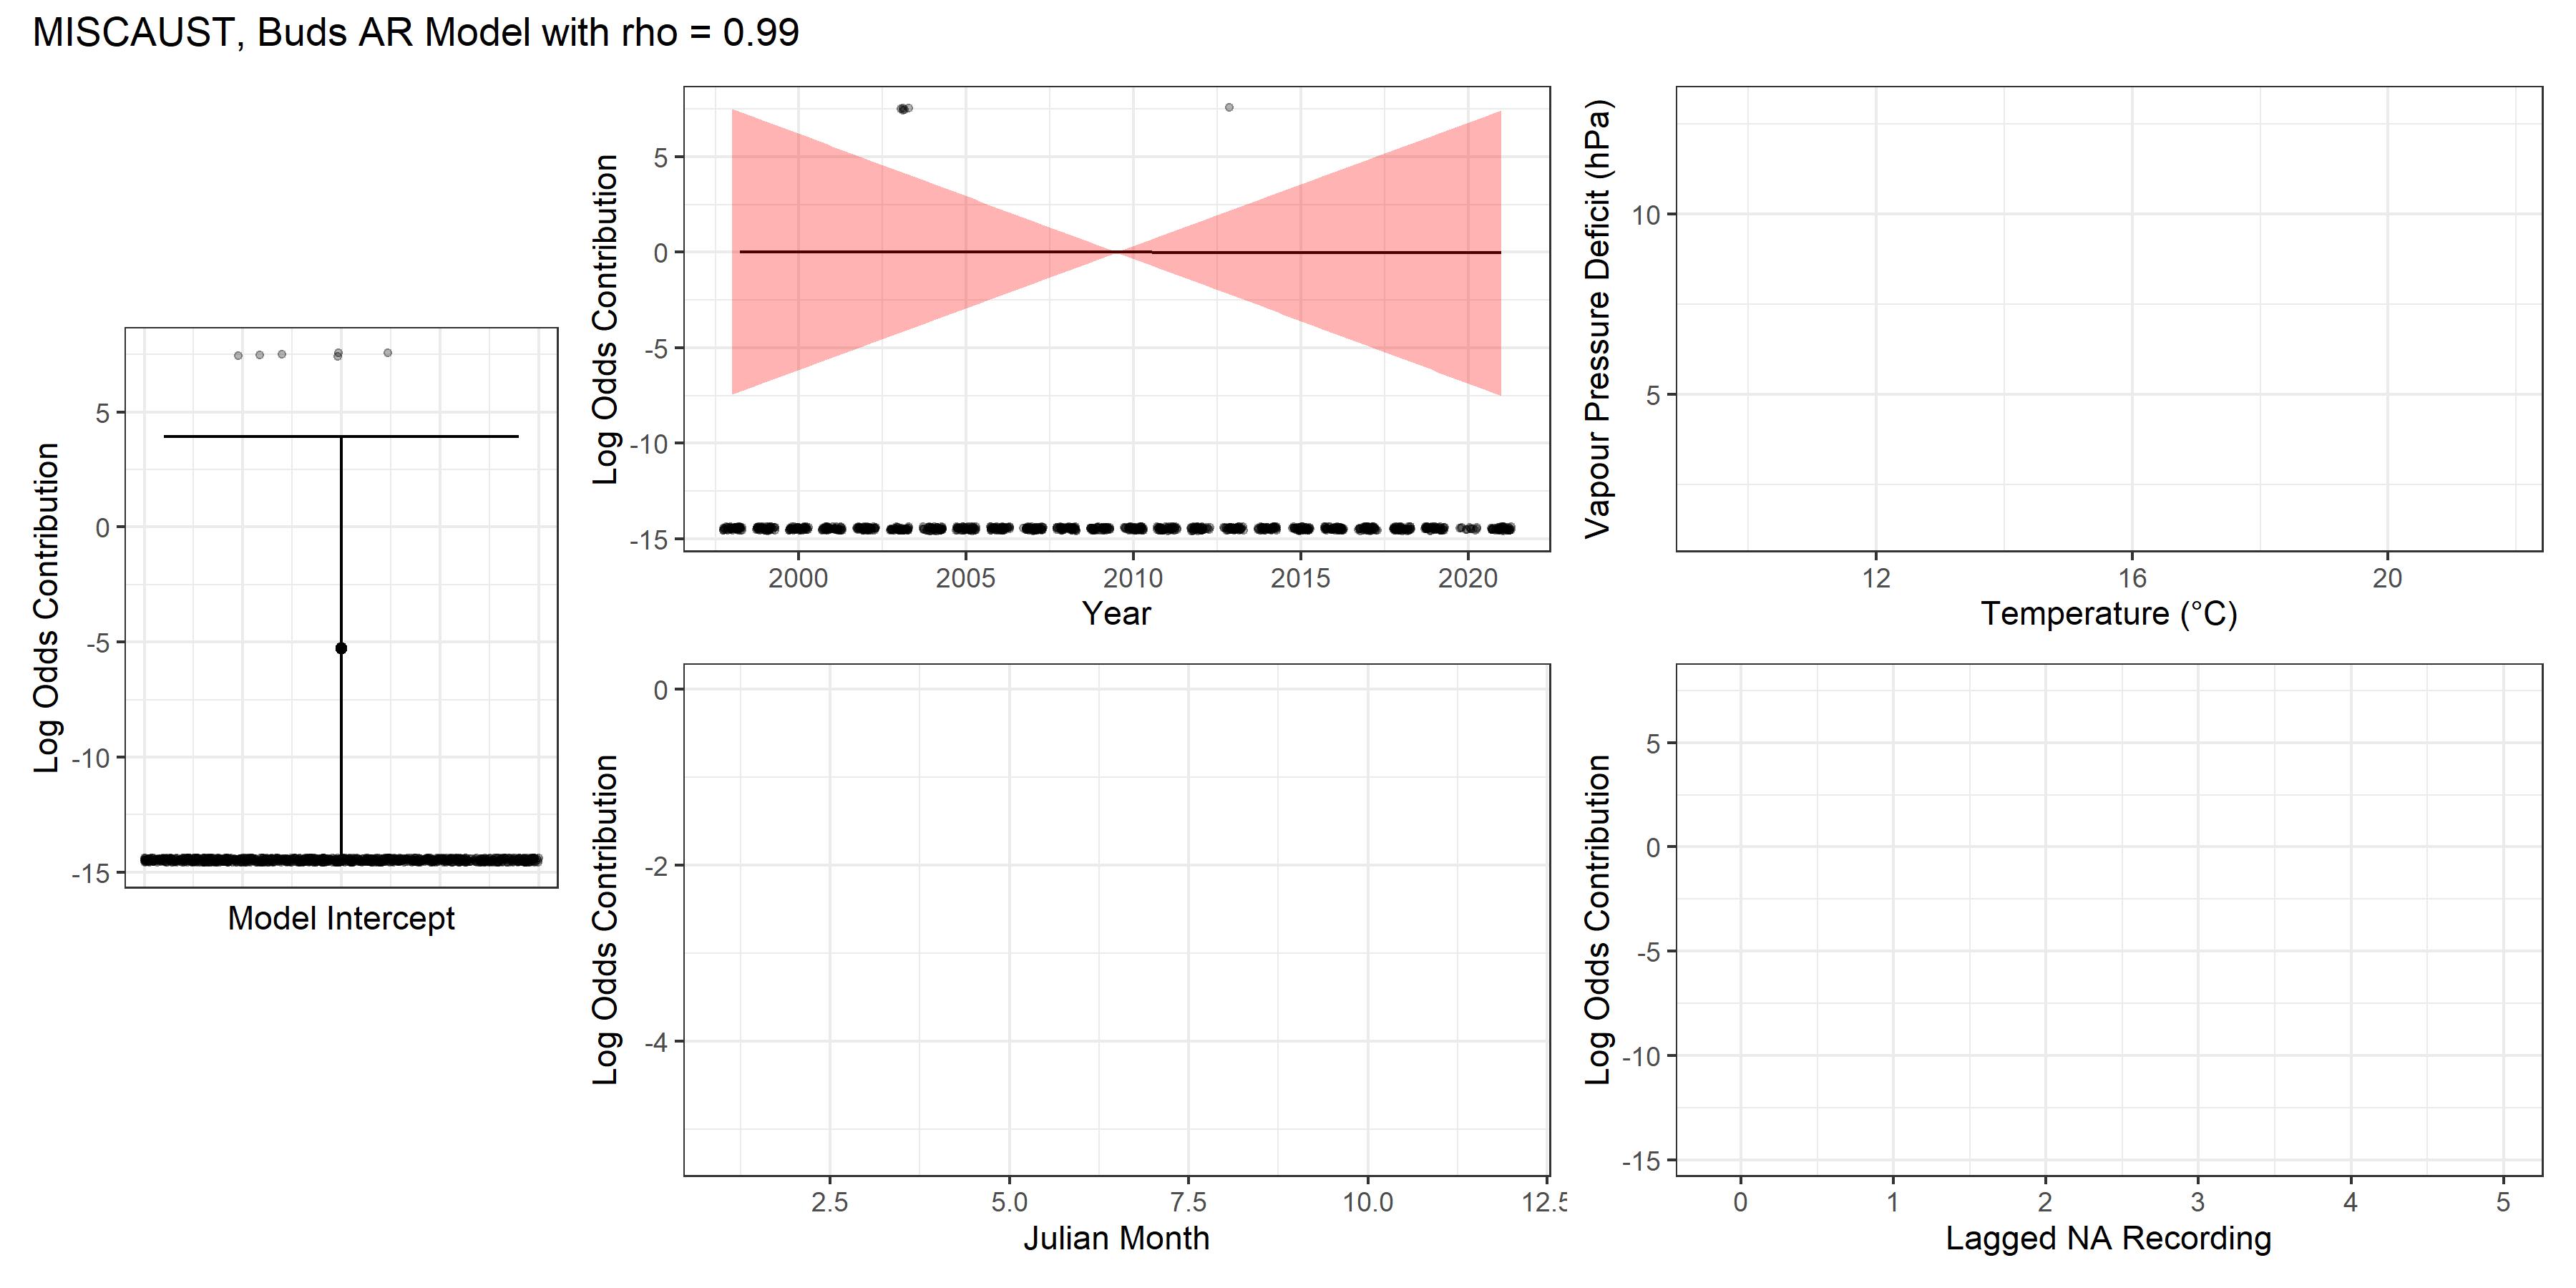 MISCAUST, Buds AR Model with rho = 0.99
Log Odds Contribution
5
0
-5
-10
-15
Model Intercept
Log Odds Contribution
5
0
-5
-10
-15
2000 2005 2010 2015 2020
Year
Vapour Pressure Deficit (hPa)
10
5
12 16 20
Temperature (°C)
Log Odds Contribution
0
-2
-4
2.5 5.0 7.5 10.0 12.5
Julian Month
Log Odds Contribution
5
0
-5
-10
-15
0 1 2 3 4 5
Lagged NA Recording